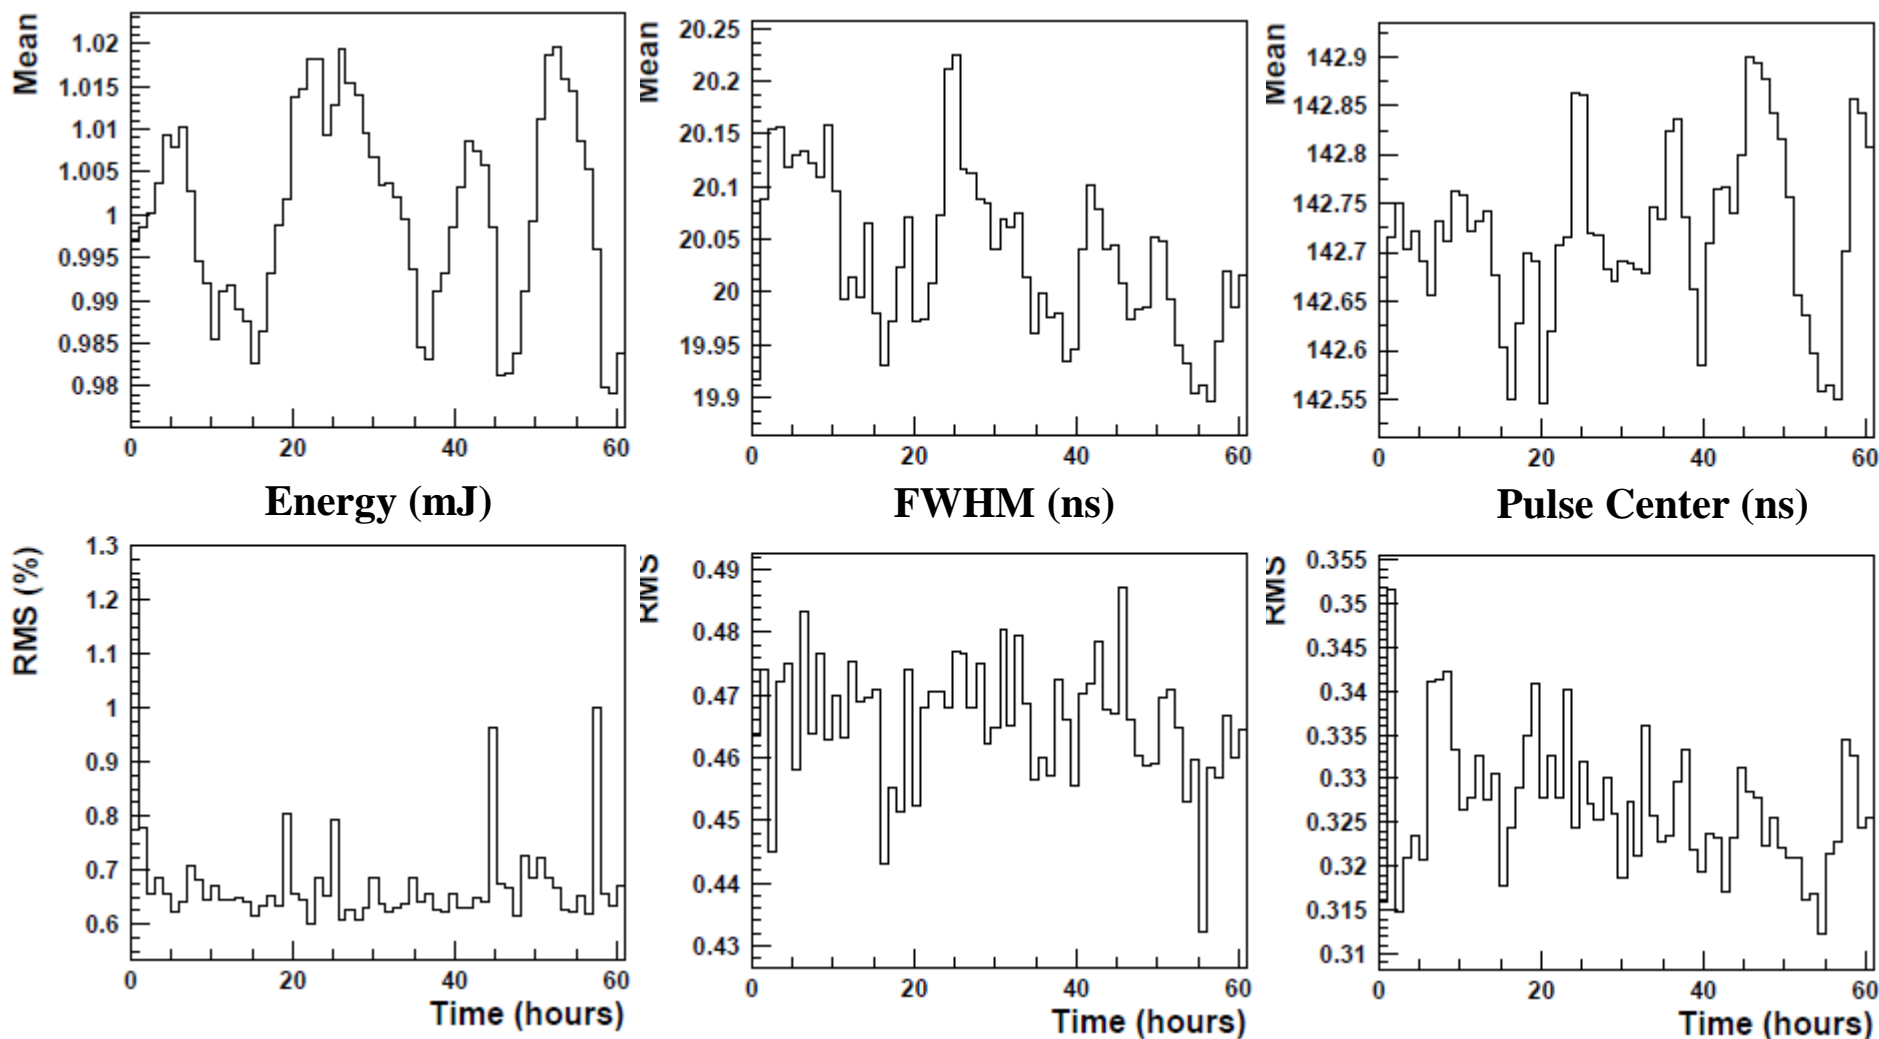 Mean
1.02
1.015
1.01
1.005
1
0.995
0.99
0.985
0.98
0 20 40 60
Energy (mJ)
Mean
20.25
20.2
20.15
20.1
20.05
20
19.95
19.9
0 20 40 60
FWHM (ns)
Mean
142.9
142.85
142.8
142.75
142.7
142.65
142.6
142.55
0 20 40 60
Pulse Center (ns)
RMS (%)
1.3
1.2
1.1
1
0.9
0.8
0.7
0.6
0 20 40 60
Time (hours)
RMS
0.49
0.48
0.47
0.46
0.45
0.44
0.43
0 20 40 60
Time (hours)
RMS
0.355
0.35
0.345
0.34
0.335
0.33
0.325
0.32
0.315
0.31
0 20 40 60
Time (hours)